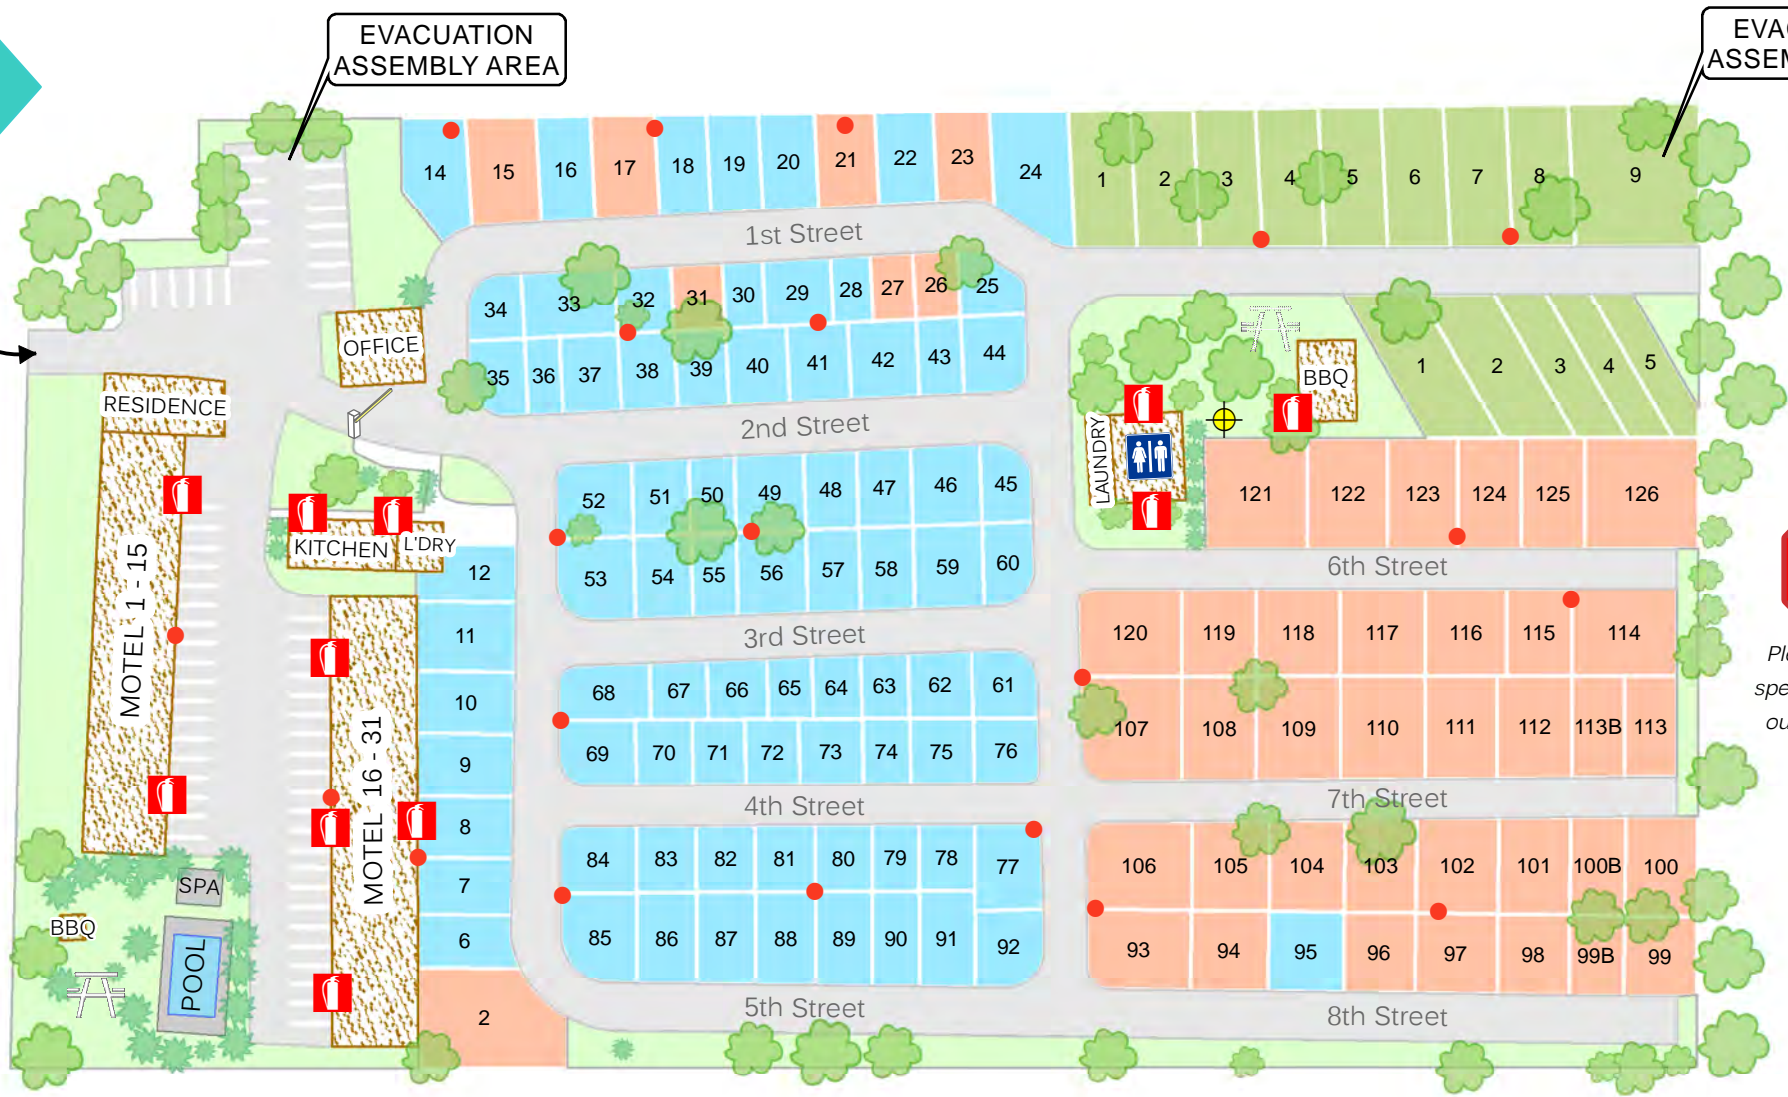 EVACUATION
ASSEMBLY AREA
EVAC
ASSEM
14 15 16 17 18 19 20 21 22 23 24
1 2 3 4 5 6 7 8 9
1st Street
34 33 32 31 30 29 28 27 26 25
35 36 37 38 39 40 41 42 43 44
OFFICE
RESIDENCE
2nd Street
BBQ
1 2 3 4 5
LAUNDRY
52 51 50 49 48 47 46 45
53 54 55 56 57 58 59 60
121 122 123 124 125 126
KITCHEN
L'DRY
MOTEL 1 - 15
6th Street
3rd Street
12
11
10
9
8
7
6
2
MOTEL 16 - 31
120 119 118 117 116 115 114
107 108 109 110 111 112 113B 113
68 67 66 65 64 63 62 61
69 70 71 72 73 74 75 76
4th Street
7th Street
84 83 82 81 80 79 78 77
85 86 87 88 89 90 91 92
106 105 104 103 102 101 100B 100
93 94 95 96 97 98 99B 99
SPA
BBQ
POOL
5th Street
8th Street
spe
ou